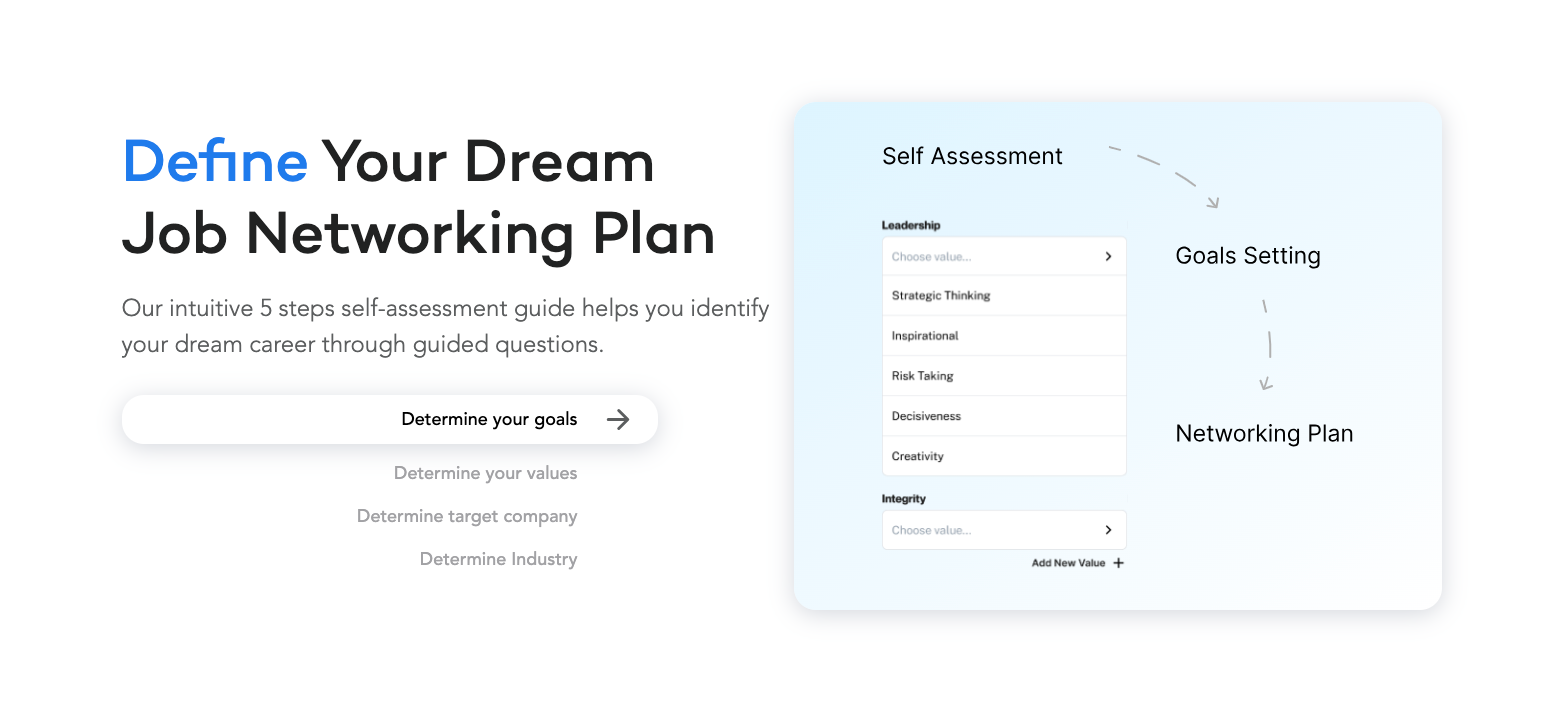 Define Your Dream
Job Networking Plan
Our intuitive 5 steps self-assessment guide helps you identify
your dream career through guided questions.
Determine your goals
Determine your values
Determine target company
Determine Industry
Self Assessment
Leadership
Choose value...
Strategic Thinking
Inspirational
Risk Taking
Decisiveness
Creativity
Integrity
Choose value...
Add New Value
Goals Setting
Networking Plan